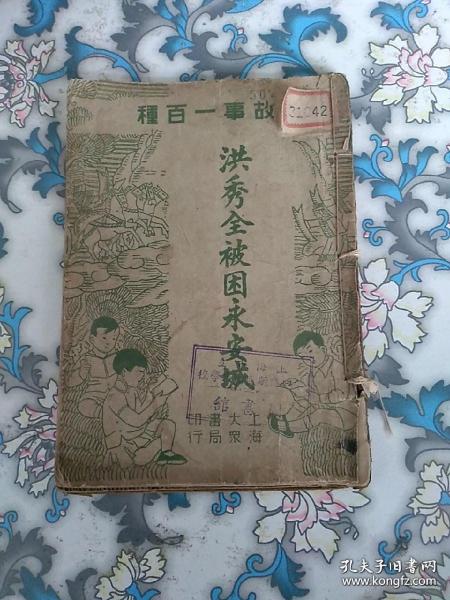 故事一百種
31042
洪秀全被困永安城
上海大眾書局印行
書館
孔夫子旧书网
www.kongfz.com